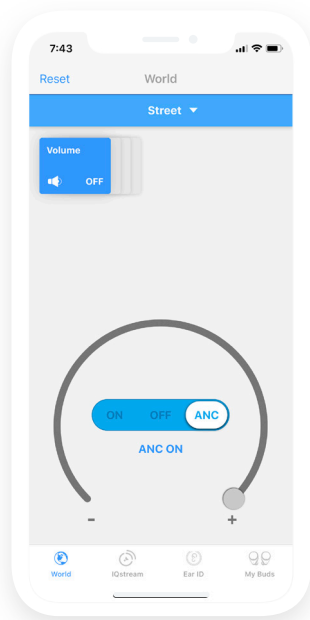 7:43
Reset World
Street
Volume
OFF
ON OFF ANC
ANC ON
- +
World IQstream Ear ID My Buds